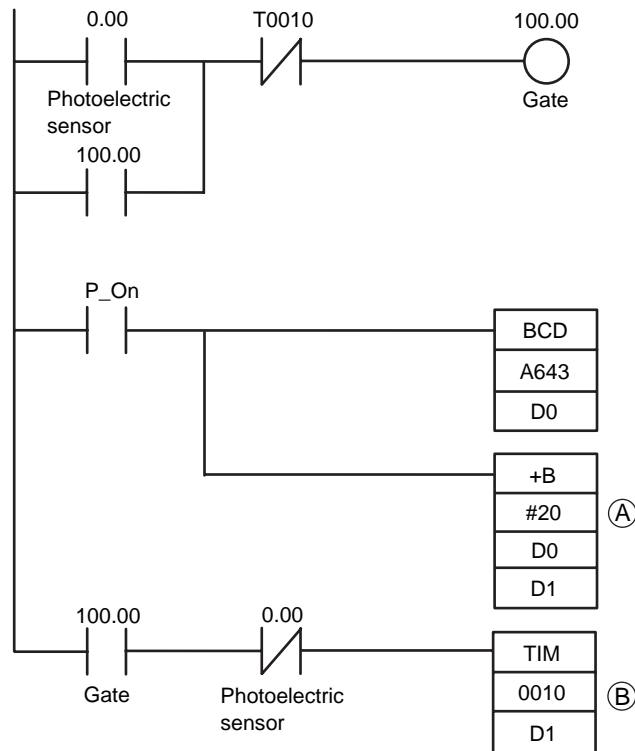 0.00
T0010
100.00
Photoelectric
sensor
Gate
100.00
P_On
BCD
A643
D0
+B
#20
D0
D1
A
100.00
0.00
Gate
Photoelectric
sensor
TIM
0010
D1
B